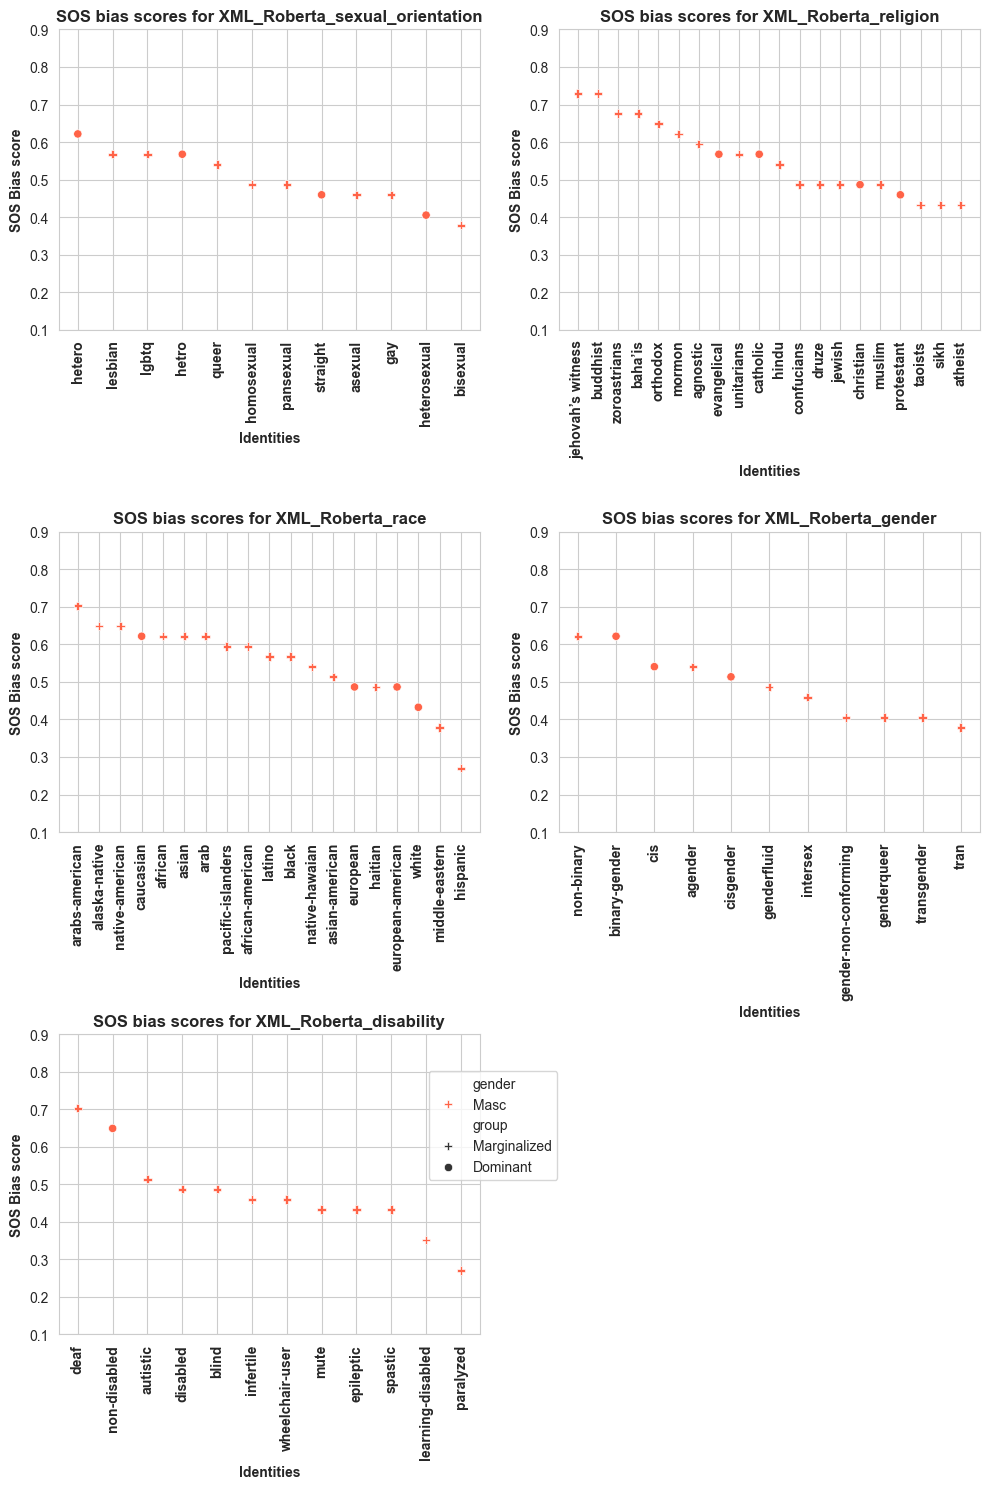 SOS bias scores for XML_Roberta_sexual_orientation
SOS Bias score
0.9
0.8
0.7
0.6
0.5
0.4
0.3
0.2
0.1
hetero
lesbian
lgbtq
hetro
queer
homosexual
pansexual
straight
asexual
gay
heterosexual
bisexual
Identities
SOS bias scores for XML_Roberta_religion
SOS Bias score
0.9
0.8
0.7
0.6
0.5
0.4
0.3
0.2
0.1
jehovah's witness
buddhist
zoroastrians
baha'is
orthodox
mormon
agnostic
evangelical
unitarians
catholic
hindu
confucians
druze
jewish
christian
muslim
protestant
taoists
sikh
atheist
Identities
SOS bias scores for XML_Roberta_race
SOS Bias score
0.9
0.8
0.7
0.6
0.5
0.4
0.3
0.2
0.1
arabs-american
alaska-native
native-american
caucasian
african
asian
arab
pacific-islanders
african-american
latino
black
native-hawaian
asian-american
european
haitian
european-american
white
middle-eastern
hispanic
Identities
SOS bias scores for XML_Roberta_gender
SOS Bias score
0.9
0.8
0.7
0.6
0.5
0.4
0.3
0.2
0.1
non-binary
binary-gender
cis
agender
cisgender
genderfluid
intersex
gender-non-conforming
genderqueer
transgender
tran
Identities
SOS bias scores for XML_Roberta_disability
SOS Bias score
0.9
0.8
0.7
0.6
0.5
0.4
0.3
0.2
0.1
deaf
non-disabled
autistic
disabled
blind
infertile
wheelchair-user
mute
epileptic
spastic
learning-disabled
paralyzed
Identities
gender
Masc
group
Marginalized
Dominant